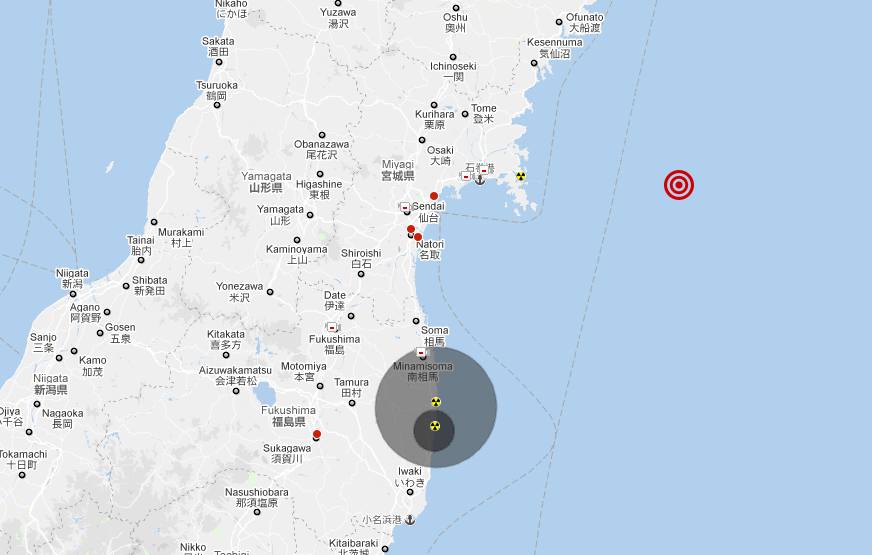 Nikaho
にかほ
Yuzawa
湯沢
Oshu
奥州
Ofunato
大船渡
Sakata
酒田
Kesennuma
気仙沼
Ichinoseki
一関
Tsuruoka
鶴岡
Kurihara
栗原
Tome
登米
Obanazawa
尾花沢
Osaki
大崎
Miyagi
宮城県
石巻港
Yamagata
山形県
Higashine
東根
Sendai
仙台
Yamagata
山形
Murakami
村上
Kaminoyama
上山
Natori
名取
Tainai
胎内
Shiroishi
白石
Niigata
新潟
Shibata
新発田
Yonezawa
米沢
Date
伊達
Agano
阿賀野
Gosen
五泉
Soma
相馬
Sanjo
三条
Kitakata
喜多方
Fukushima
福島
Kamo
加茂
Motomiya
本宮
Minamisoma
南相馬
Aizuwakamatsu
会津若松
Niigata
新潟県
Tamura
田村
Nagaoka
長岡
Ojiya
小千谷
Fukushima
福島県
Sukagawa
須賀川
Tokamachi
十日町
Iwaki
いわき
Nasushiobara
那須塩原
小名浜港
Nikko
日光
Tochigi
Kitaibaraki
北茨城